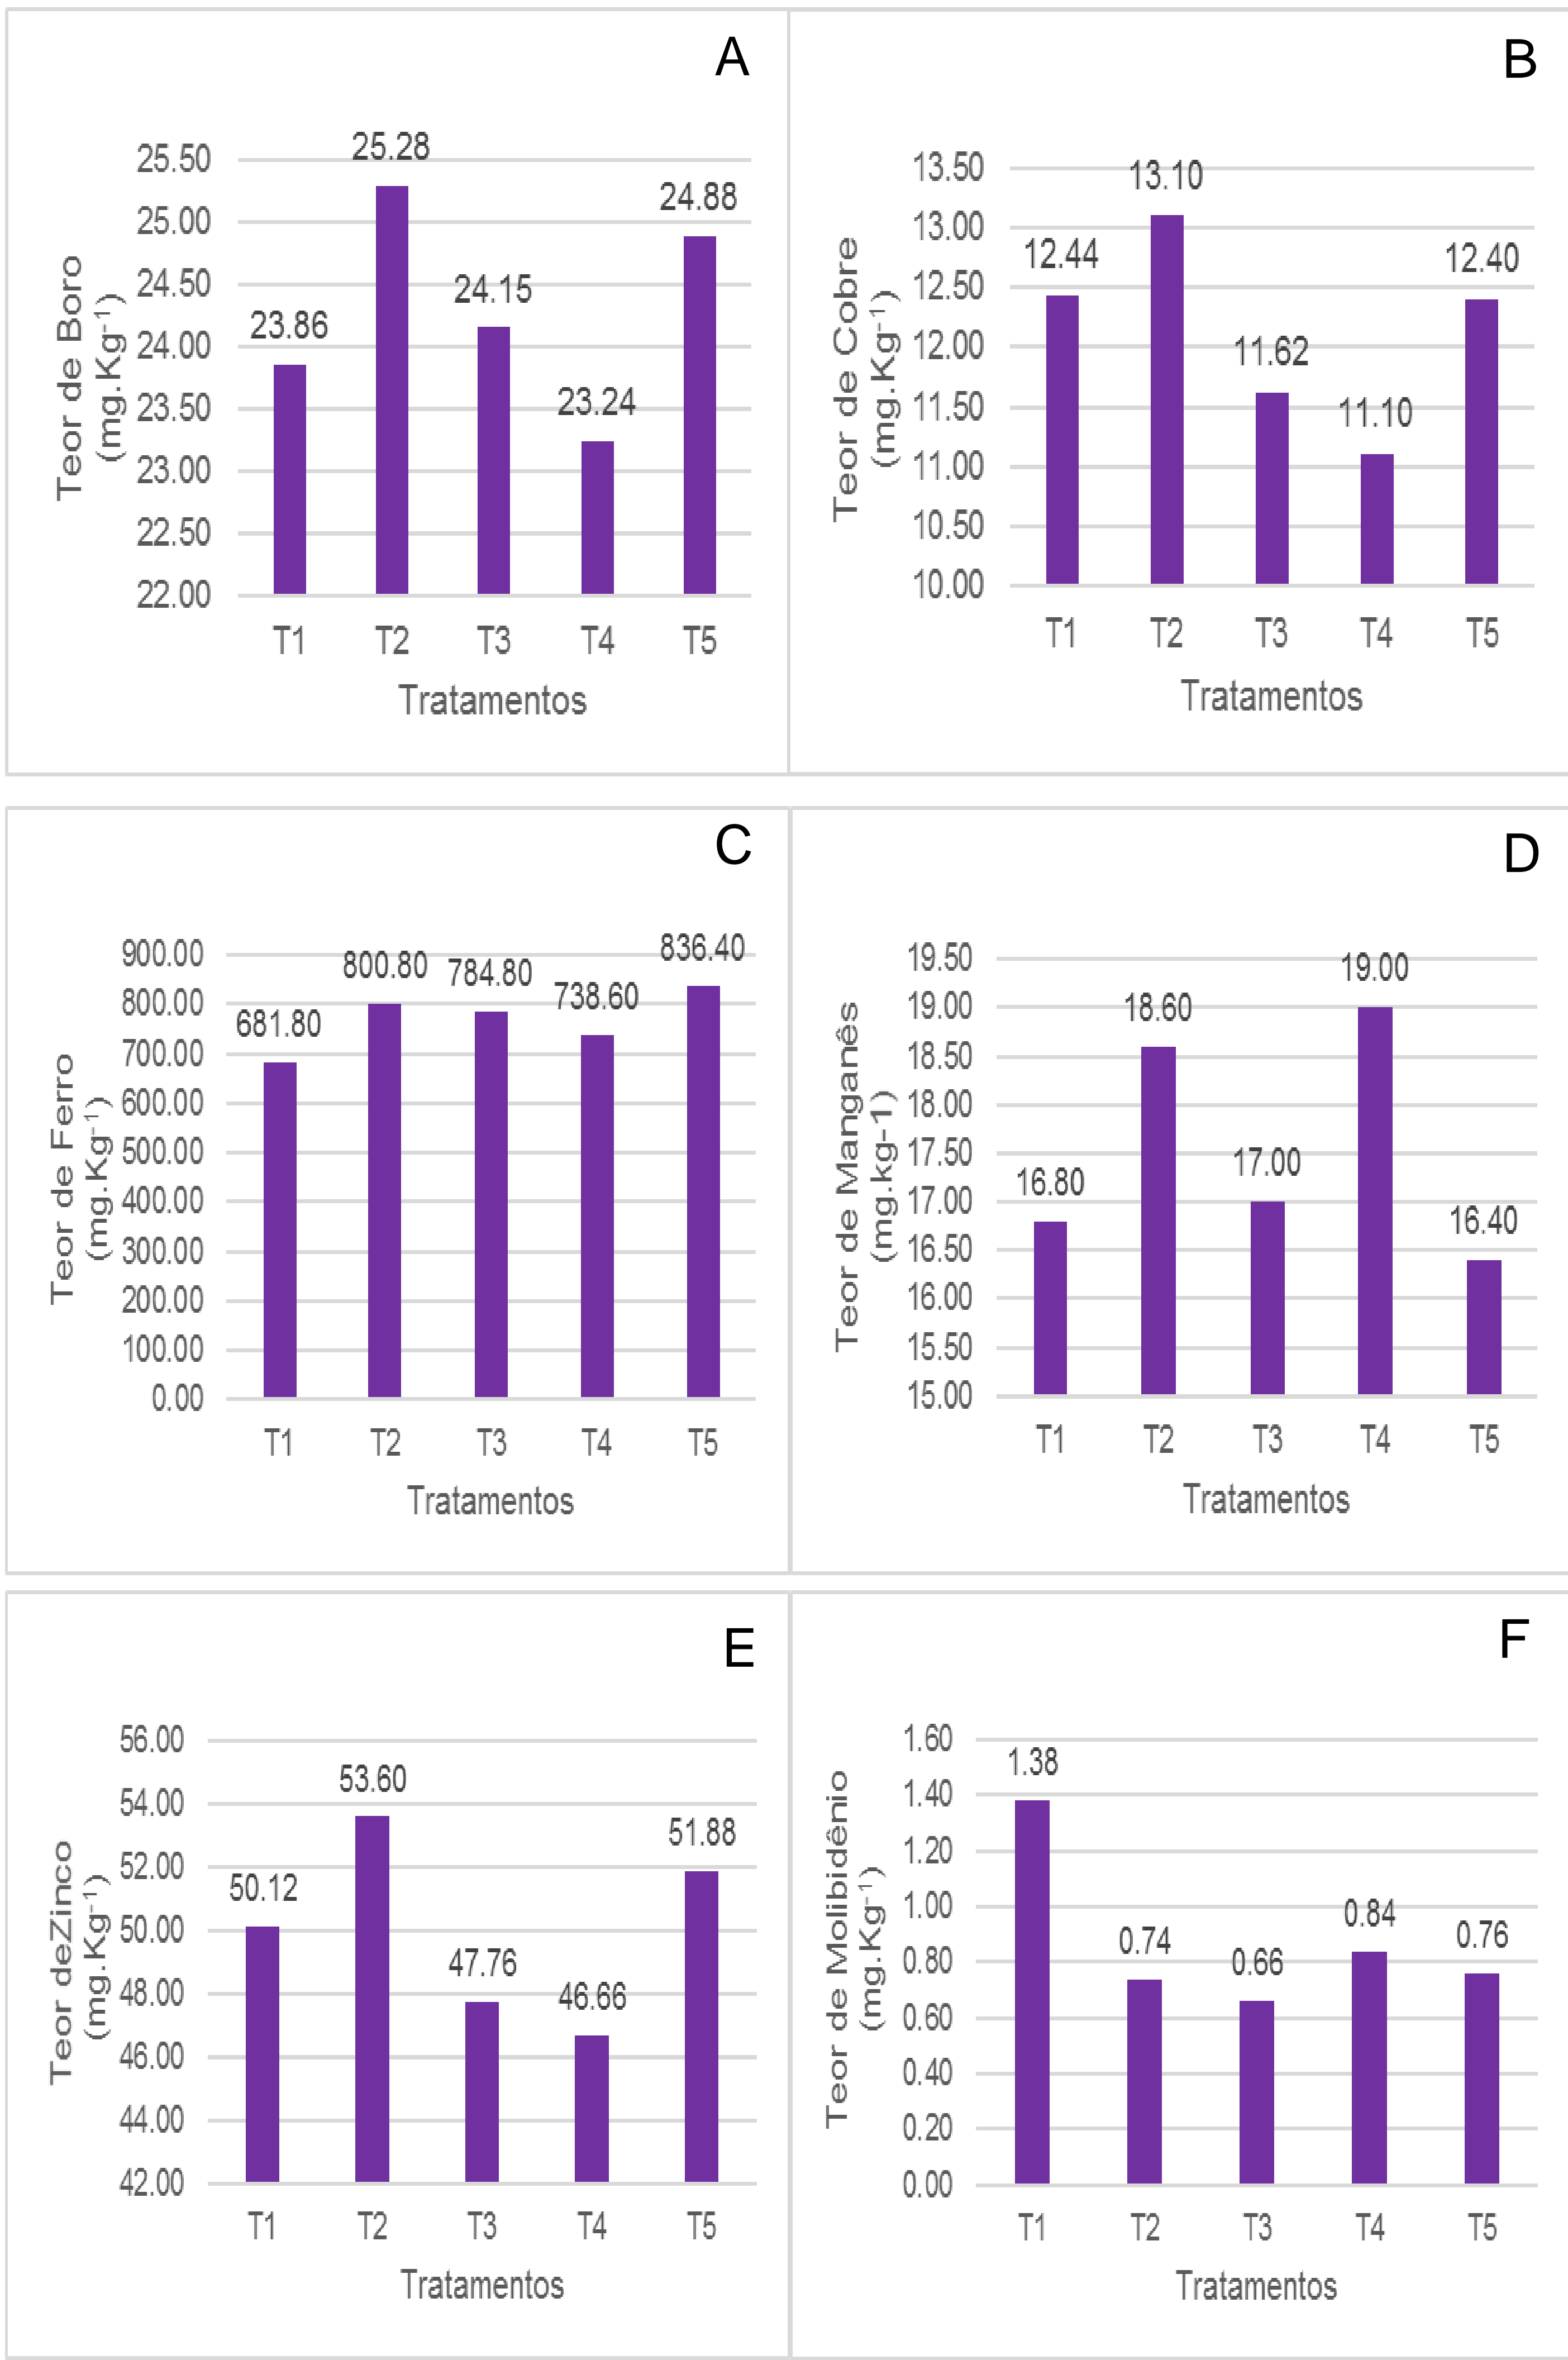 A
25.50
25.00
24.50
24.00
23.50
23.00
22.50
22.00
Teor de Boro
(mg.Kg⁻¹)
23.86
25.28
24.15
23.24
24.88
T1 T2 T3 T4 T5
Tratamentos
B
13.50
13.00
12.50
12.00
11.50
11.00
10.50
10.00
Teor de Cobre
(mg.Kg⁻¹)
12.44
13.10
11.62
11.10
12.40
T1 T2 T3 T4 T5
Tratamentos
C
900.00
800.00
700.00
600.00
500.00
400.00
300.00
200.00
100.00
0.00
Teor de Ferro
(mg.Kg⁻¹)
681.80
800.80
784.80
738.60
836.40
T1 T2 T3 T4 T5
Tratamentos
D
19.50
19.00
18.50
18.00
17.50
17.00
16.50
16.00
15.50
15.00
Teor de Manganês
(mg.kg-1)
16.80
18.60
17.00
19.00
16.40
T1 T2 T3 T4 T5
Tratamentos
E
56.00
54.00
52.00
50.00
48.00
46.00
44.00
42.00
Teor deZinco
(mg.Kg⁻¹)
50.12
53.60
47.76
46.66
51.88
T1 T2 T3 T4 T5
Tratamentos
F
1.60
1.40
1.20
1.00
0.80
0.60
0.40
0.20
0.00
Teor de Molibidênio
(mg.Kg⁻¹)
1.38
0.74
0.66
0.84
0.76
T1 T2 T3 T4 T5
Tratamentos